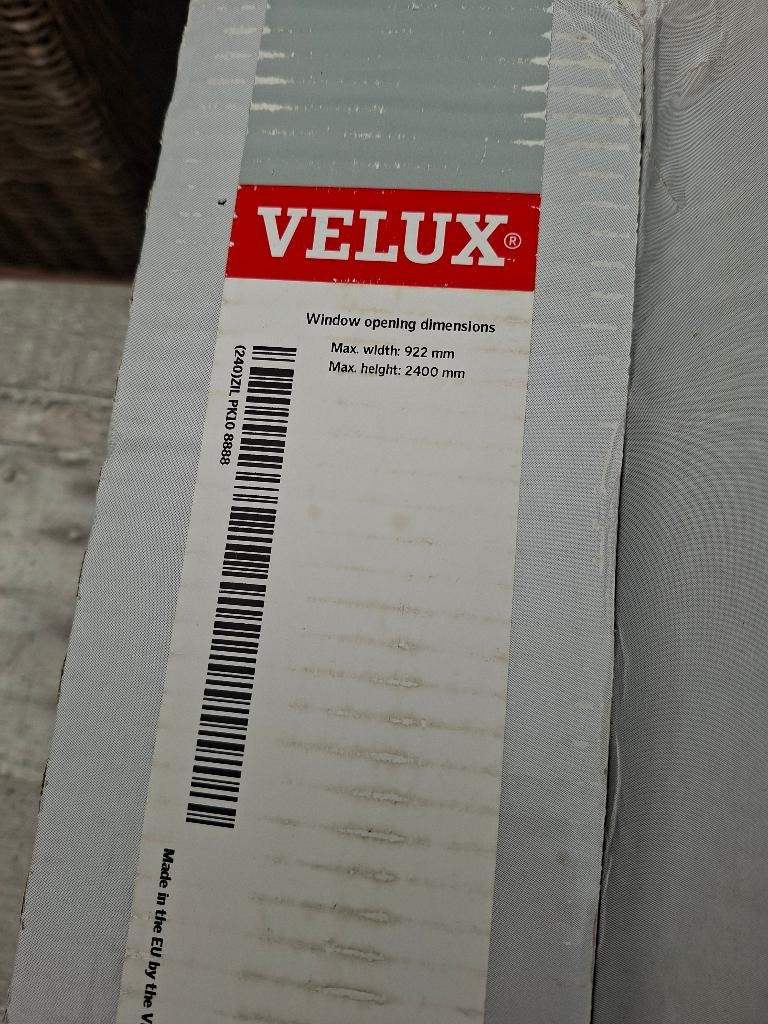 VELUX®
Window opening dimensions
Max. width: 922 mm
Max. height: 2400 mm
(240)ZIL PK10 8888
Made in the EU by the V